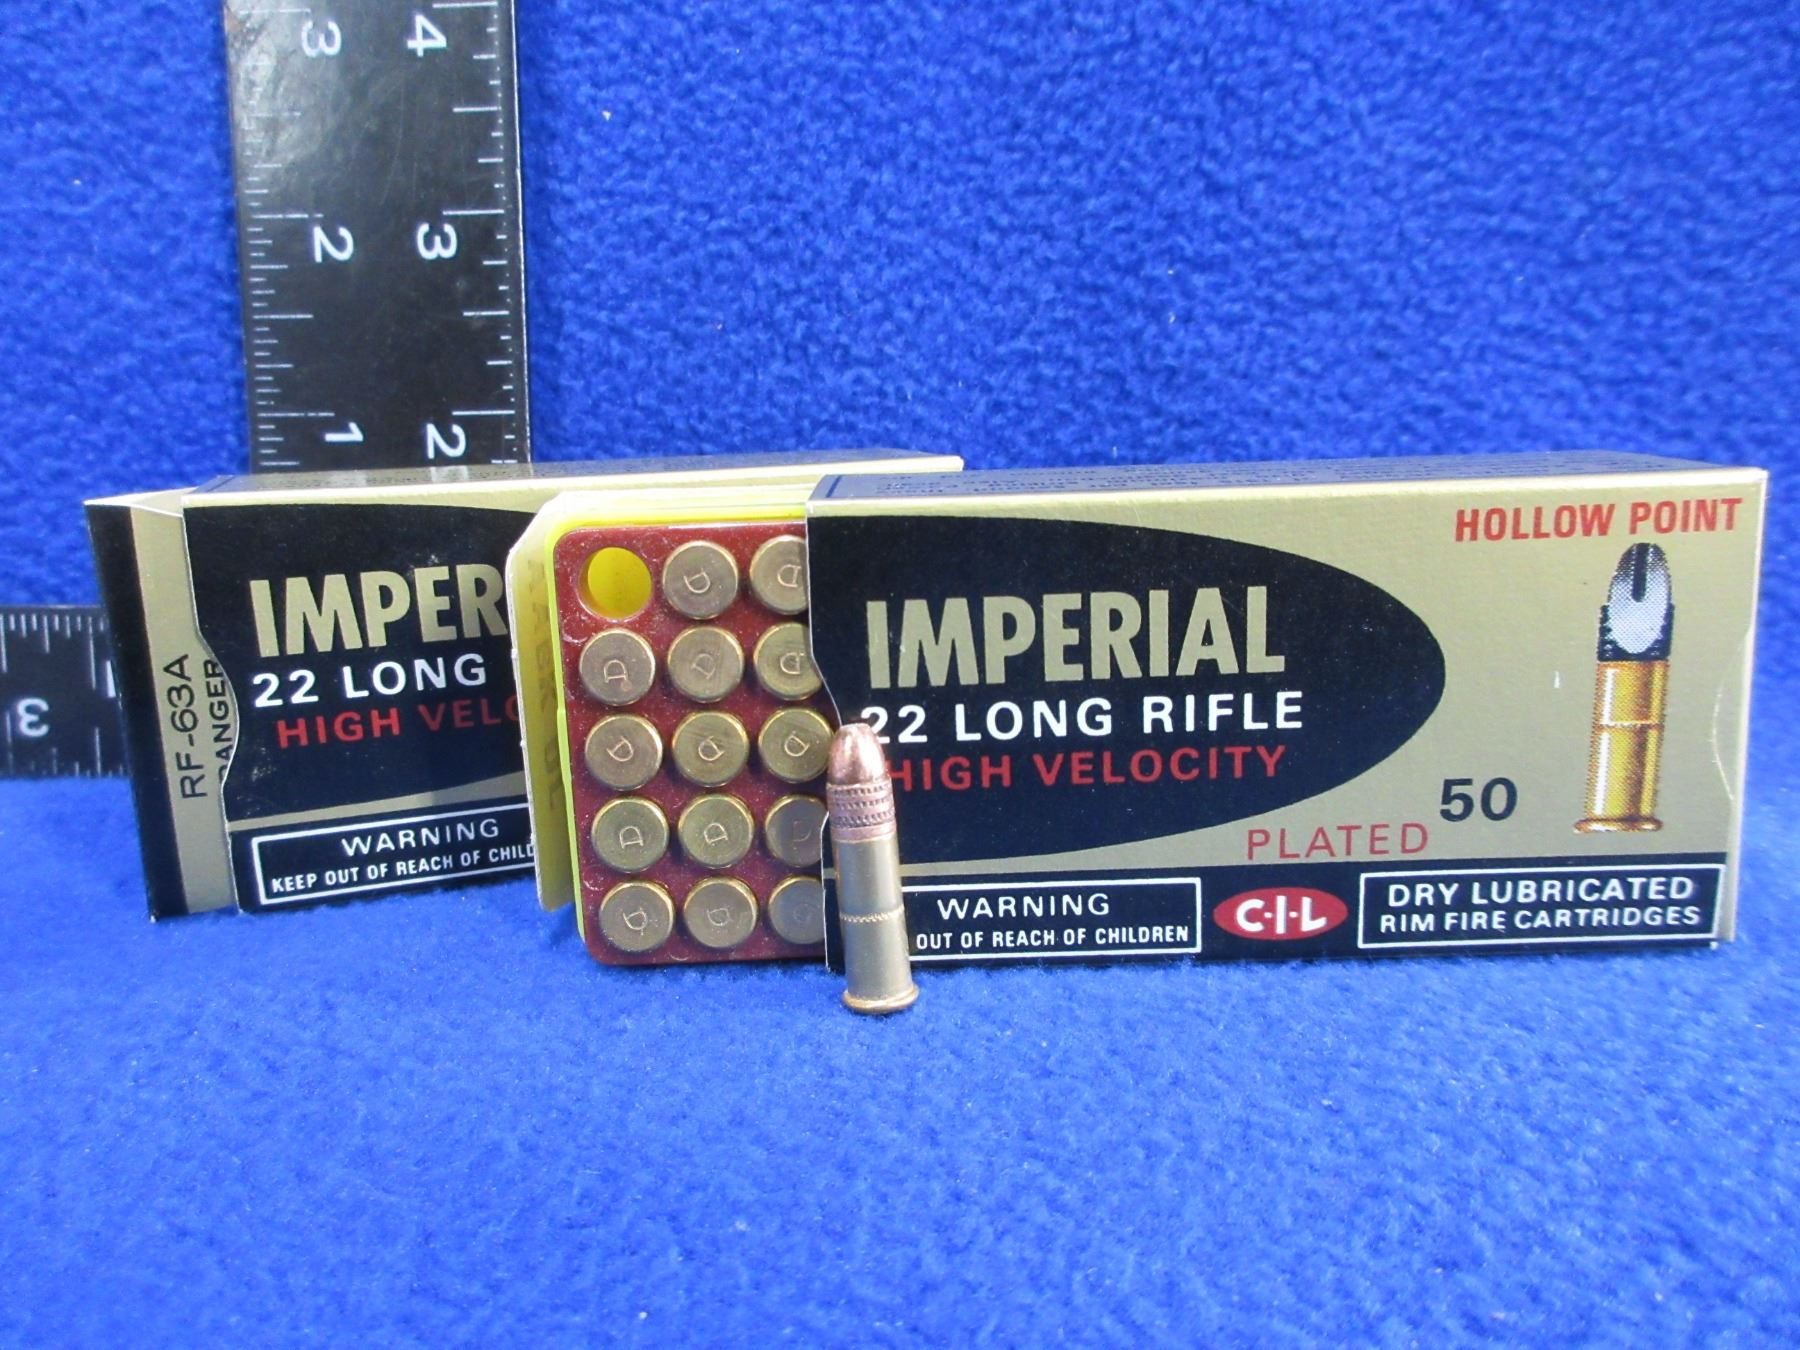 3 4
2 3
1 2
3
RF-63A
RANGER
IMPER
22 LONG
HIGH VELO
WARNING
KEEP OUT OF REACH OF CHILD
D D
D D D
D D D
D D D
D D
HOLLOW POINT
IMPERIAL
22 LONG RIFLE
HIGH VELOCITY
50
PLATED
WARNING
OUT OF REACH OF CHILDREN
C·I·L
DRY LUBRICATED
RIM FIRE CARTRIDGES